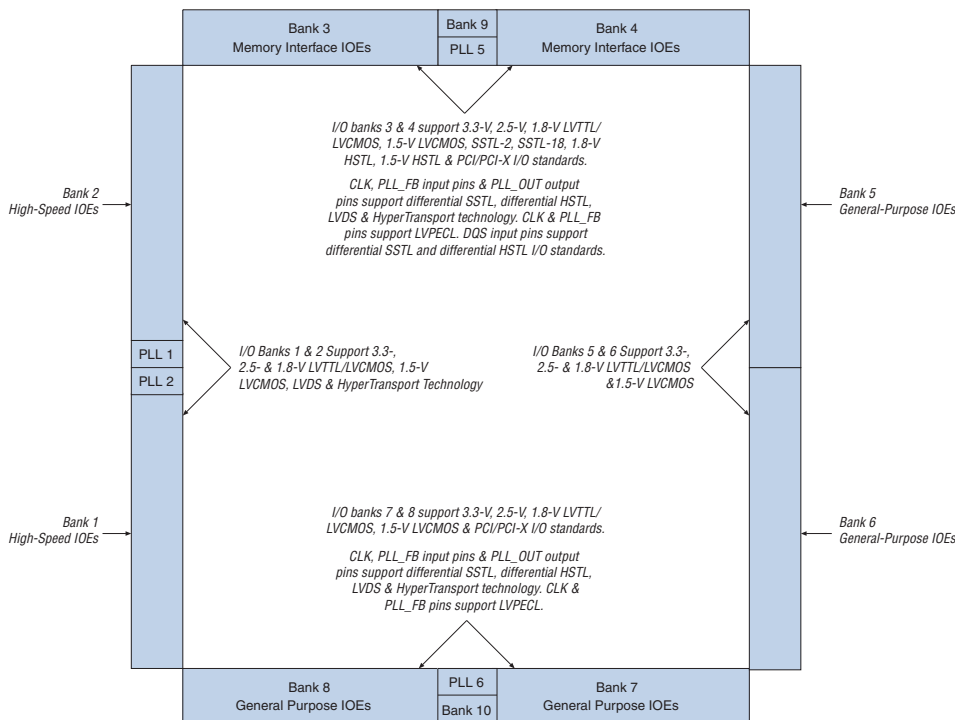 Bank 3
Memory Interface IOEs
Bank 9
PLL 5
Bank 4
Memory Interface IOEs
I/O banks 3 & 4 support 3.3-V, 2.5-V, 1.8-V LVTTL/
LVCMOS, 1.5-V LVCMOS, SSTL-2, SSTL-18, 1.8-V
HSTL, 1.5-V HSTL & PCI/PCI-X I/O standards.
CLK, PLL_FB input pins & PLL_OUT output
pins support differential SSTL, differential HSTL,
LVDS & HyperTransport technology. CLK & PLL_FB
pins support LVPECL. DQS input pins support
differential SSTL and differential HSTL I/O standards.
Bank 2
High-Speed IOEs
Bank 5
General-Purpose IOEs
PLL 1
PLL 2
I/O Banks 1 & 2 Support 3.3-,
2.5- & 1.8-V LVTTL/LVCMOS, 1.5-V
LVCMOS, LVDS & HyperTransport Technology
I/O Banks 5 & 6 Support 3.3-,
2.5- & 1.8-V LVTTL/LVCMOS
&1.5-V LVCMOS
Bank 1
High-Speed IOEs
Bank 6
General-Purpose IOEs
I/O banks 7 & 8 support 3.3-V, 2.5-V, 1.8-V LVTTL/
LVCMOS, 1.5-V LVCMOS & PCI/PCI-X I/O standards.
CLK, PLL_FB input pins & PLL_OUT output
pins support differential SSTL, differential HSTL,
LVDS & HyperTransport technology. CLK &
PLL_FB pins support LVPECL.
Bank 8
General Purpose IOEs
PLL 6
Bank 10
Bank 7
General Purpose IOEs